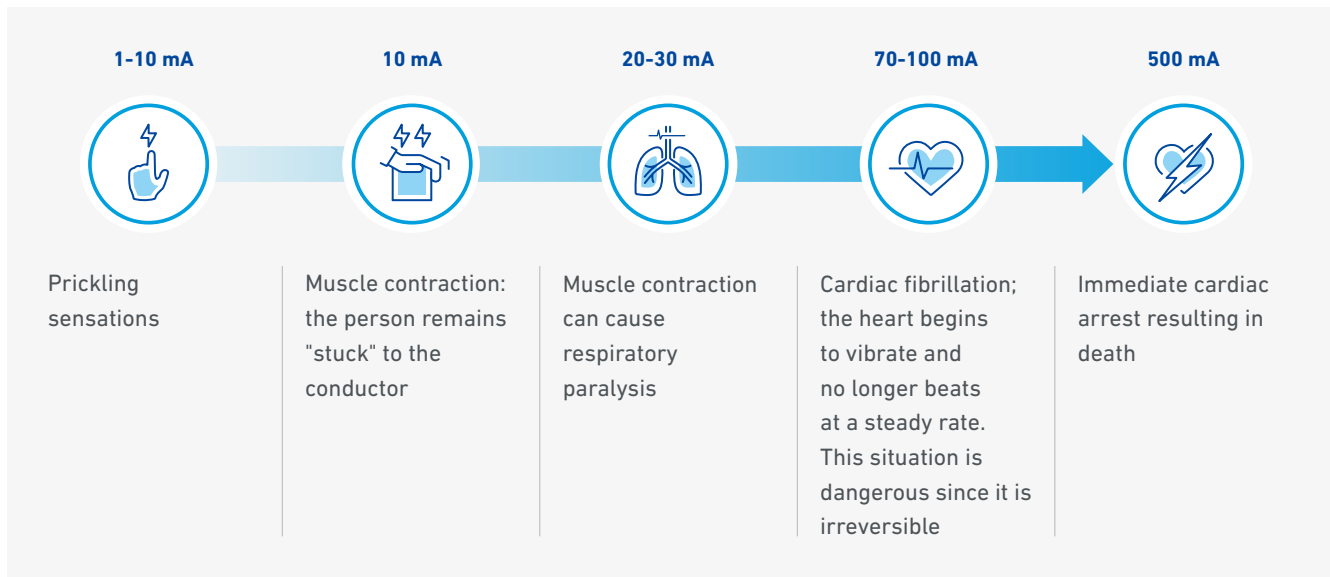 1-10 mA
Prickling
sensations
10 mA
Muscle contraction:
the person remains
"stuck" to the
conductor
20-30 mA
Muscle contraction
can cause
respiratory
paralysis
70-100 mA
Cardiac fibrillation;
the heart begins
to vibrate and
no longer beats
at a steady rate.
This situation is
dangerous since it is
irreversible
500 mA
Immediate cardiac
arrest resulting in
death